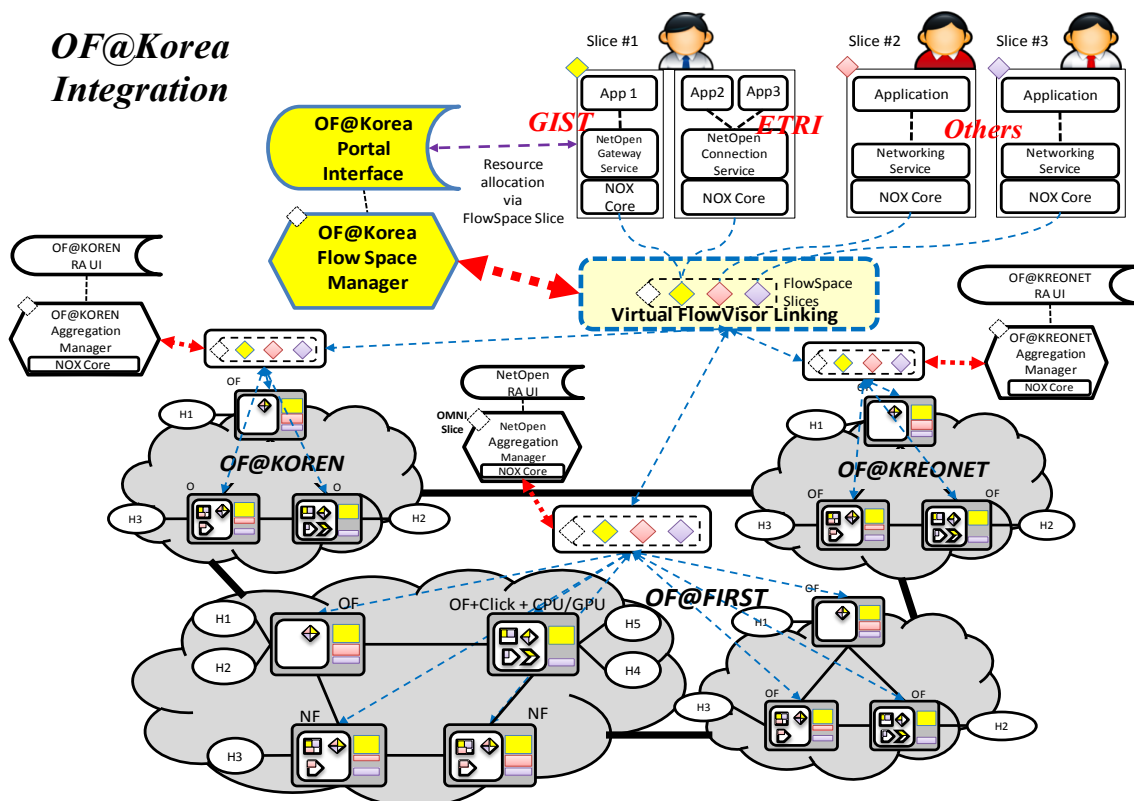 OF@Korea
Integration
Slice #1
Slice #2
Slice #3
App 1
App2
App3
Application
Application
GIST
ETRI
Others
OF@Korea
Portal
Interface
NetOpen
Gateway
Service
NetOpen
Connection
Service
Networking
Service
Networking
Service
Resource
allocation
via
FlowSpace Slice
NOX
Core
NOX Core
NOX Core
NOX Core
OF@Korea
Flow Space
Manager
OF@KOREN
RA UI
FlowSpace
Slices
Virtual FlowVisor Linking
OF@KREONET
RA UI
OF@KOREN
Aggregation
Manager
NOX Core
OF@KREONET
Aggregation
Manager
NOX Core
NetOpen
RA UI
OMNI
Slice
NetOpen
Aggregation
Manager
NOX Core
OF
H1
OF@KOREN
O
O
H3
H2
OF
H1
OF@KREONET
OF
OF
H3
H2
OF
OF+Click + CPU/GPU
OF@FIRST
H1
H2
H5
H4
NF
NF
H3
OF
H1
OF
OF
H3
H2